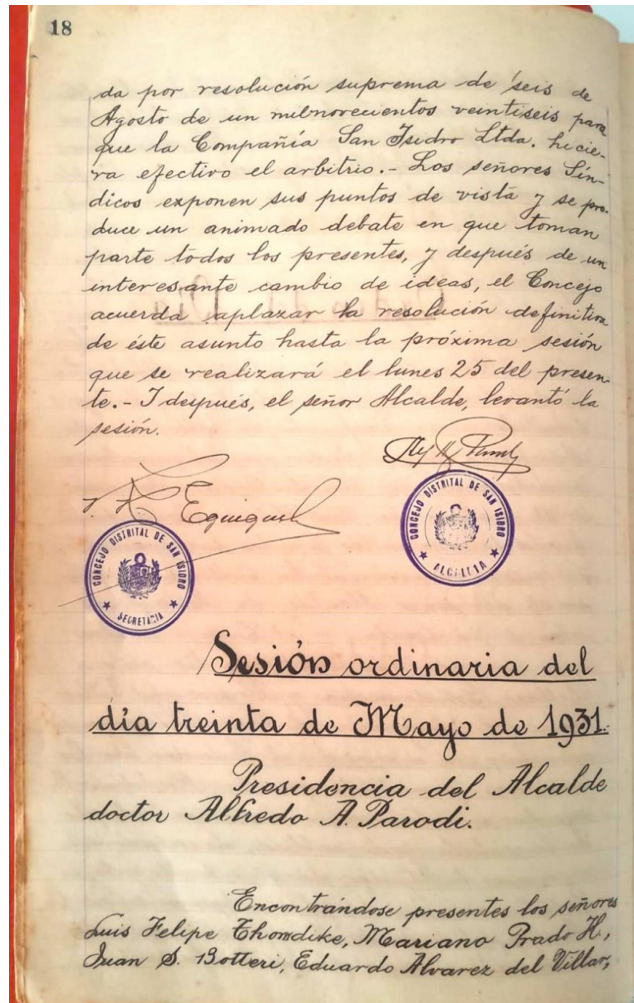 18
da por resolución suprema de seis de
Agosto de un milnovecientos veintiseis para
que la Compañía San Isidro Ltda. hicie-
ra efectivo el arbitrio.- Los señores Sín-
dicos exponen sus puntos de vista y se pro-
duce un animado debate en que toman
parte todos los presentes, y después de un
interesante cambio de ideas, el Concejo
acuerda aplazar la resolución definitiva
de éste asunto hasta la próxima sesión
que se realizará el lunes 25 del presen-
te.- I después, el señor Alcalde, levantó la
sesión.
CONCEJO DISTRITAL DE SAN ISIDRO
ALCALDIA
CONCEJO DISTRITAL DE SAN ISIDRO
SECRETARIA
Sesión ordinaria del
día treinta de Mayo de 1931.
Presidencia del Alcalde
doctor Alfredo A. Parodi.
Encontrándose presentes los señores
Luis Felipe Thorndike, Mariano Prado H,
Juan S. Botteri, Eduardo Alvarez del Villar,